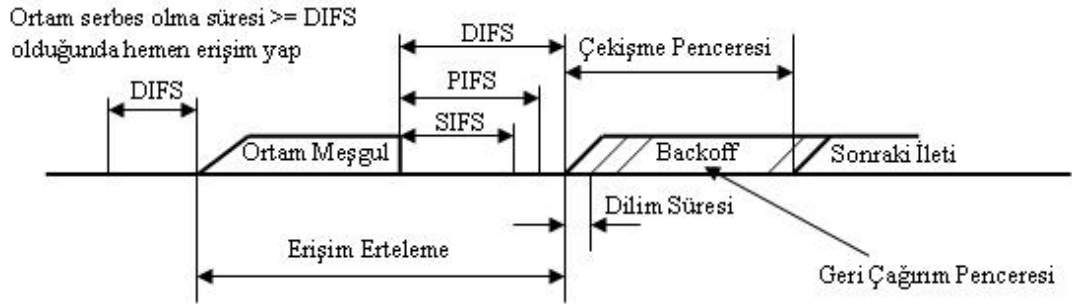 Ortam serbes olma süresi >= DIFS
olduğunda hemen erişim yap
DIFS
DIFS
Çekişme Penceresi
PIFS
SIFS
Ortam Meşgul
Backoff
Sonraki İleti
Dilim Süresi
Erişim Erteleme
Geri Çağırım Penceresi